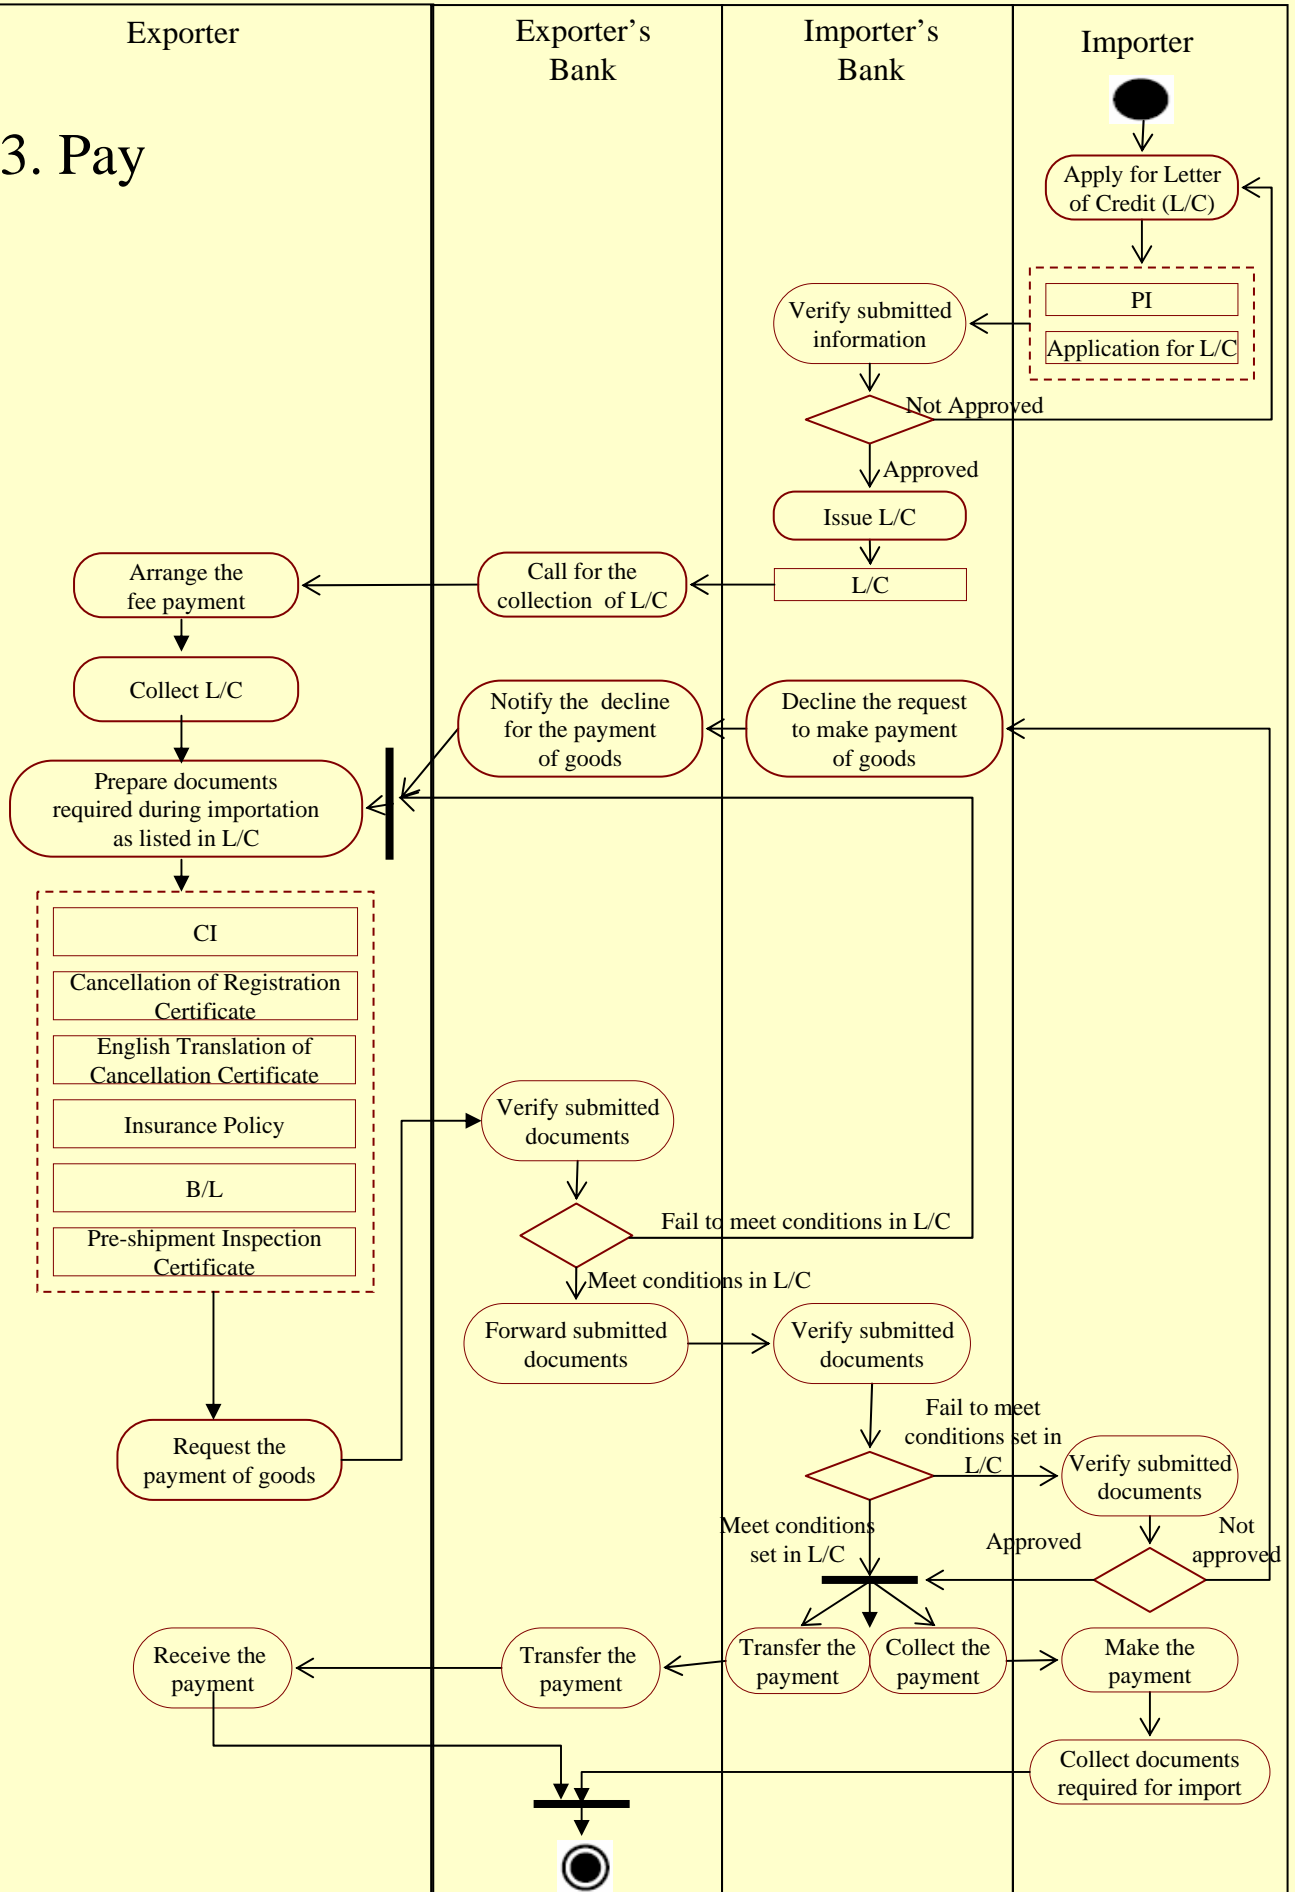 Exporter
Exporter's
Bank
Importer's
Bank
Importer
3. Pay
Apply for Letter
of Credit (L/C)
PI
Application for L/C
Verify submitted
information
Not Approved
Approved
Issue L/C
L/C
Call for the
collection of L/C
Arrange the
fee payment
Collect L/C
Notify the decline
for the payment
of goods
Decline the request
to make payment
of goods
Prepare documents
required during importation
as listed in L/C
CI
Cancellation of Registration
Certificate
English Translation of
Cancellation Certificate
Insurance Policy
B/L
Pre-shipment Inspection
Certificate
Verify submitted
documents
Fail to meet conditions in L/C
Meet conditions in L/C
Forward submitted
documents
Verify submitted
documents
Request the
payment of goods
Fail to meet
conditions set in
L/C
Verify submitted
documents
Meet conditions
set in L/C
Approved
Not
approved
Receive the
payment
Transfer the
payment
Transfer the
payment
Collect the
payment
Make the
payment
Collect documents
required for import